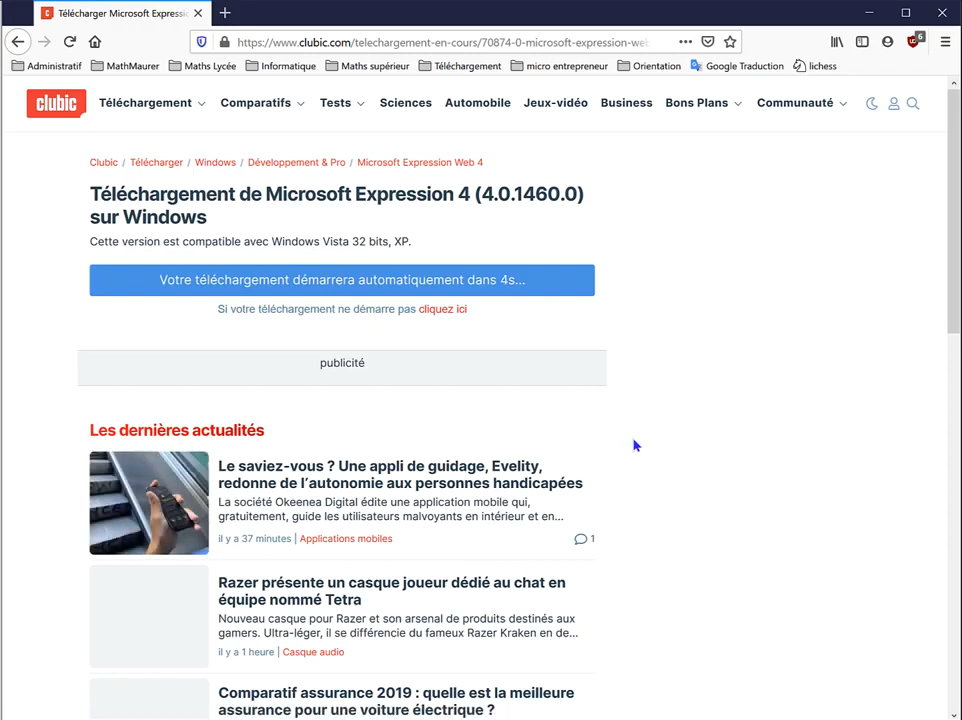 Télécharger Microsoft Expressi
https://www.clubic.com/telechargement-en-cours/70874-0-microsoft-expression-web
6
Administratif MathMaurer Maths Lycée Informatique Maths supérieur Téléchargement micro entrepreneur Orientation Google Traduction lichess
clubic Téléchargement Comparatifs Tests Sciences Automobile Jeux-vidéo Business Bons Plans Communauté
Clubic / Télécharger / Windows / Développement & Pro / Microsoft Expression Web 4
Téléchargement de Microsoft Expression 4 (4.0.1460.0)
sur Windows
Cette version est compatible avec Windows Vista 32 bits, XP.
Votre téléchargement démarrera automatiquement dans 4s...
Si votre téléchargement ne démarre pas cliquez ici
publicité
Les dernières actualités
Le saviez-vous ? Une appli de guidage, Evelity,
redonne de l'autonomie aux personnes handicapées
La société Okeenea Digital édite une application mobile qui,
gratuitement, guide les utilisateurs malvoyants en intérieur et en...
il y a 37 minutes | Applications mobiles 1
Razer présente un casque joueur dédié au chat en
équipe nommé Tetra
Nouveau casque pour Razer et son arsenal de produits destinés aux
gamers. Ultra-léger, il se différencie du fameux Razer Kraken en de...
il y a 1 heure | Casque audio
Comparatif assurance 2019 : quelle est la meilleure
assurance pour une voiture électrique ?